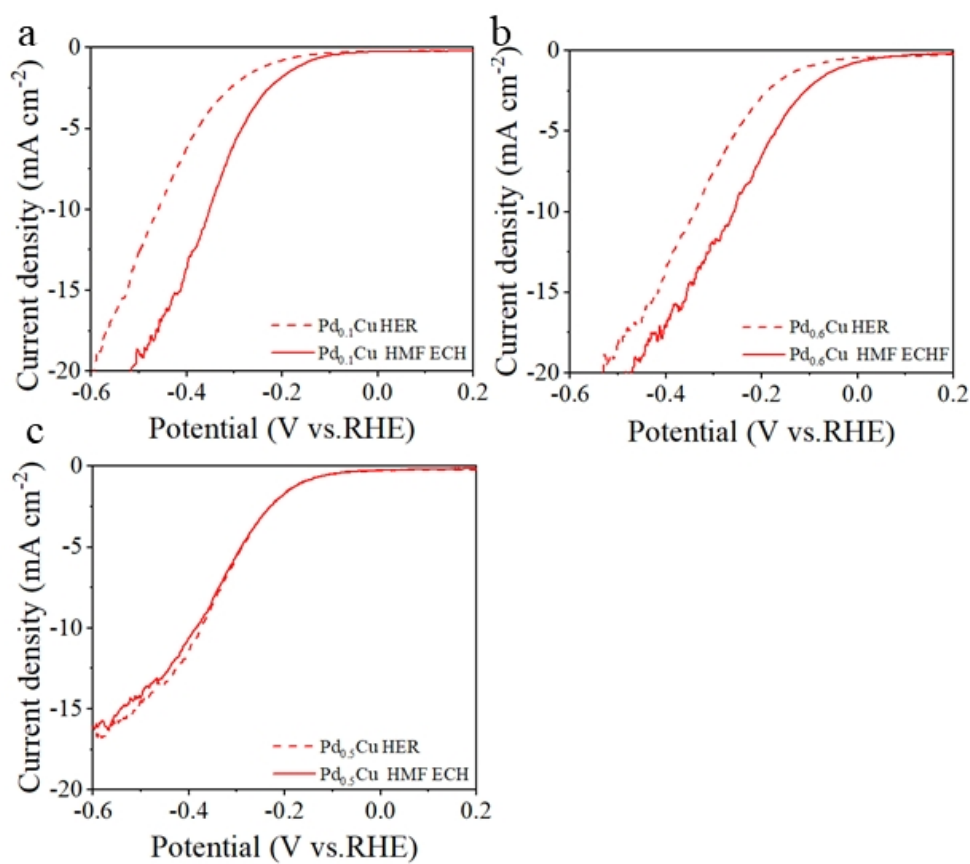 a
0
-5
-10
-15
-20
Current density (mA cm⁻²)
-0.6 -0.4 -0.2 0.0 0.2
Potential (V vs.RHE)
Pd₀.₁Cu HER
Pd₀.₁Cu HMF ECH
b
0
-5
-10
-15
-20
Current density (mA cm⁻²)
-0.6 -0.4 -0.2 0.0 0.2
Potential (V vs.RHE)
Pd₀.₆Cu HER
Pd₀.₆Cu HMF ECHF
c
0
-5
-10
-15
-20
Current density (mA cm⁻²)
-0.6 -0.4 -0.2 0.0 0.2
Potential (V vs.RHE)
Pd₀.₅Cu HER
Pd₀.₅Cu HMF ECH